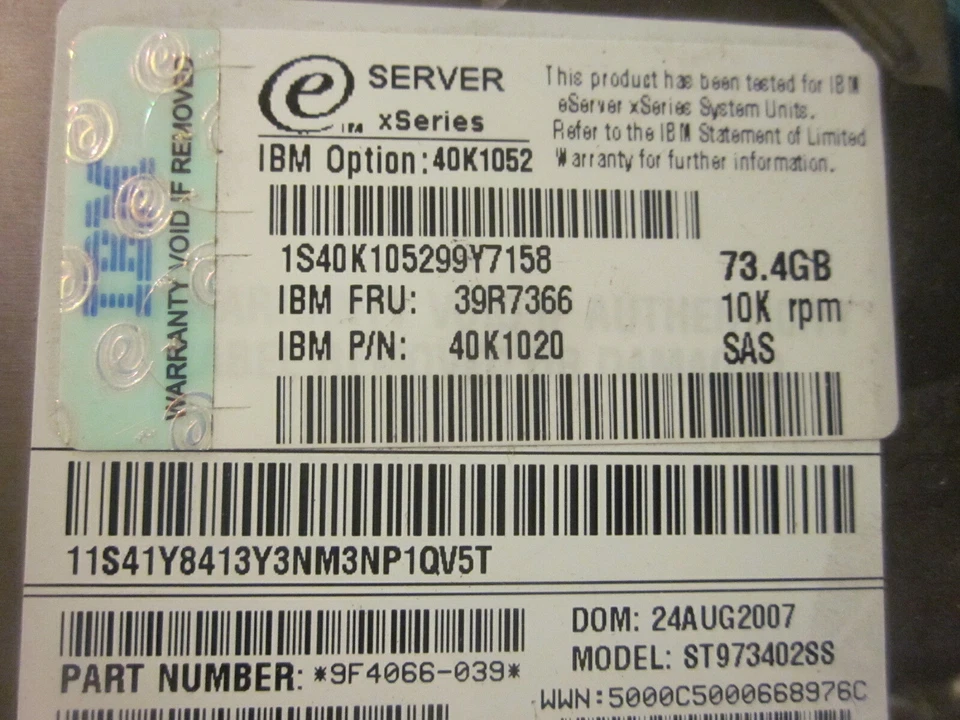 e SERVER
IBM xSeries
This product has been tested for IBM
eServer xSeries System Units.
Refer to the IBM Statement of Limited
Warranty for further information.
IBM Option:40K1052
IBM
WARRANTY VOID IF REMOVED
1S40K105299Y7158
73.4GB
IBM FRU: 39R7366
10K rpm
IBM P/N: 40K1020
SAS
11S41Y8413Y3NM3NP1QV5T
DOM: 24AUG2007
MODEL: ST973402SS
PART NUMBER: *9F4066-039*
WWN:5000C5000668976C